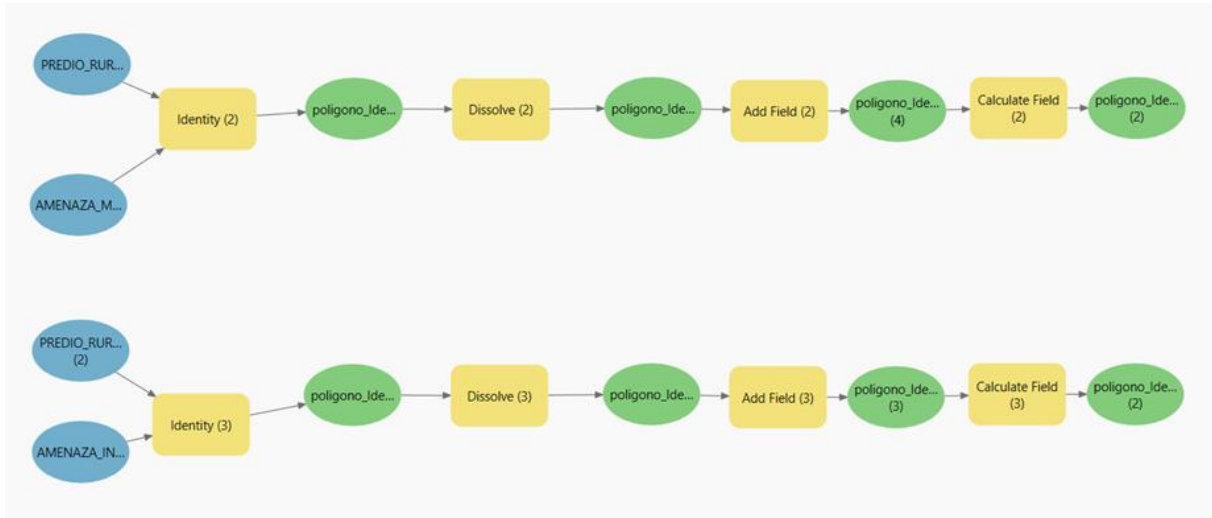 PREDIO_RUR...
AMENAZA_M...
Identity (2)
poligono_Ide...
Dissolve (2)
poligono_Ide...
Add Field (2)
poligono_Ide...
(4)
Calculate Field
(2)
poligono_Ide...
(2)
PREDIO_RUR...
(2)
AMENAZA_IN...
Identity (3)
poligono_Ide...
Dissolve (3)
poligono_Ide...
Add Field (3)
poligono_Ide...
(3)
Calculate Field
(3)
poligono_Ide...
(2)